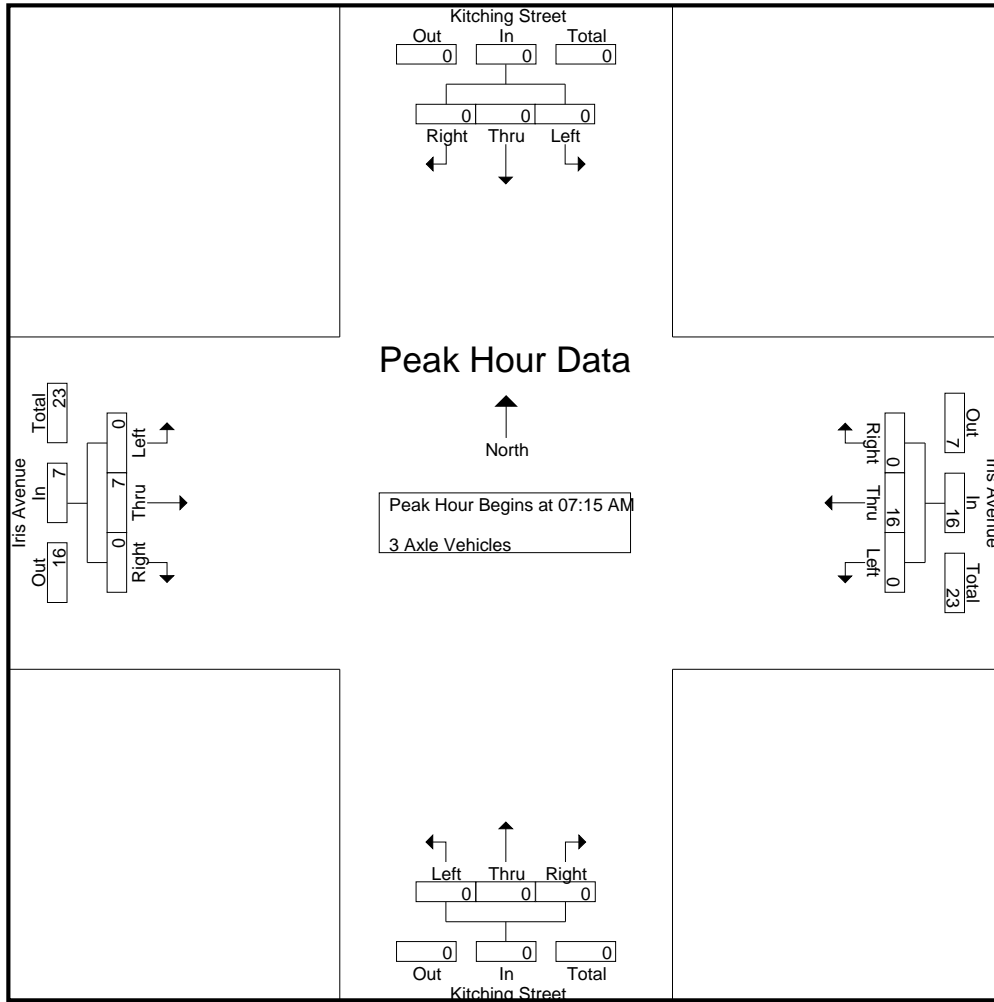 Kitching Street
Out In Total
0 0 0
0 0 0
Right Thru Left
Peak Hour Data
North
Peak Hour Begins at 07:15 AM
3 Axle Vehicles
Iris Avenue
Out In Total
16 7 23
0 7 0
Right Thru Left
Iris Avenue
Out In Total
7 16 23
0 16 0
Right Thru Left
Left Thru Right
0 0 0
0 0 0
Out In Total
Kitching Street